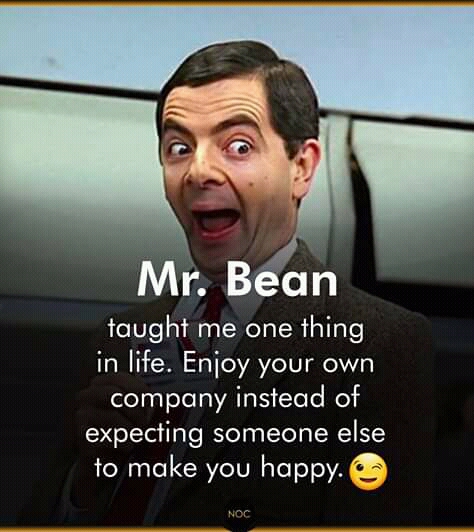 Mr. Bean
taught me one thing
in life. Enjoy your own
company instead of
expecting someone else
to make you happy.😉
NOC